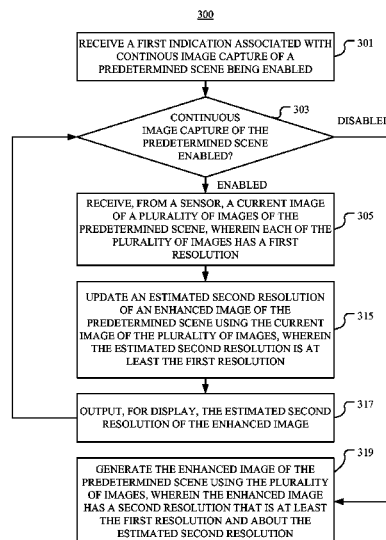 300
RECEIVE A FIRST INDICATION ASSOCIATED WITH
CONTINOUS IMAGE CAPTURE OF A
PREDETERMINED SCENE BEING ENABLED
301
303
CONTINUOUS
IMAGE CAPTURE OF THE
PREDETERMINED SCENE
ENABLED?
DISABLED
ENABLED
RECEIVE, FROM A SENSOR, A CURRENT IMAGE
OF A PLURALITY OF IMAGES OF THE
PREDETERMINED SCENE, WHEREIN EACH OF THE
PLURALITY OF IMAGES HAS A FIRST
RESOLUTION
305
UPDATE AN ESTIMATED SECOND RESOLUTION
OF AN ENHANCED IMAGE OF THE
PREDETERMINED SCENE USING THE CURRENT
IMAGE OF THE PLURALITY OF IMAGES, WHEREIN
THE ESTIMATED SECOND RESOLUTION IS AT
LEAST THE FIRST RESOLUTION
315
OUTPUT, FOR DISPLAY, THE ESTIMATED SECOND
RESOLUTION OF THE ENHANCED IMAGE
317
319
GENERATE THE ENHANCED IMAGE OF THE
PREDETERMINED SCENE USING THE PLURALITY
OF IMAGES, WHEREIN THE ENHANCED IMAGE
HAS A SECOND RESOLUTION THAT IS AT LEAST
THE FIRST RESOLUTION AND ABOUT THE
ESTIMATED SECOND RESOLUTION